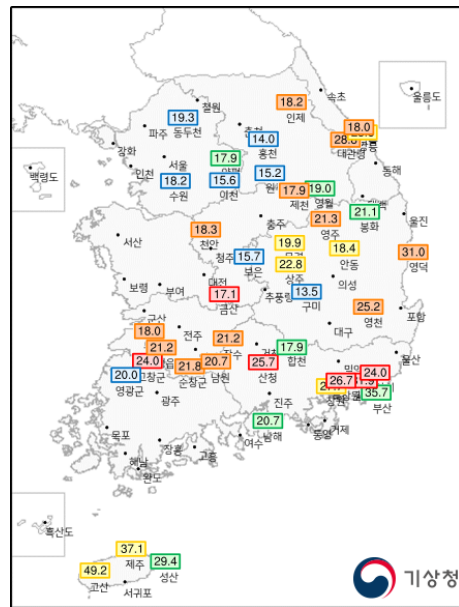 속초
울릉도
18.2
철원
19.3
인제
18.0
파주
동두천
14.0
대관령
강화
홍천
서울
17.9
동해
인천
18.2
15.6
15.2
백령도
수원
이천
17.9
19.0
제천
영월
21.1
충주
21.3
봉화
울진
서산
18.3
영주
천안
19.9
18.4
31.0
청주
15.7
안동
영덕
보은
22.8
상주
의성
보령
부여
대전
17.1
추풍령
13.5
금산
구미
25.2
포항
군산
영천
18.0
전주
21.2
대구
21.2
17.9
24.0
21.8
20.7
25.7
합천
울산
고창군
순창군
남원
산청
24.0
20.0
26.7
영광군
35.7
광주
진주
부산
20.7
거제
목포
장흥
여수
남해
통영
고흥
해남
완도
흑산도
37.1
제주
29.4
49.2
성산
고산
서귀포
기상청